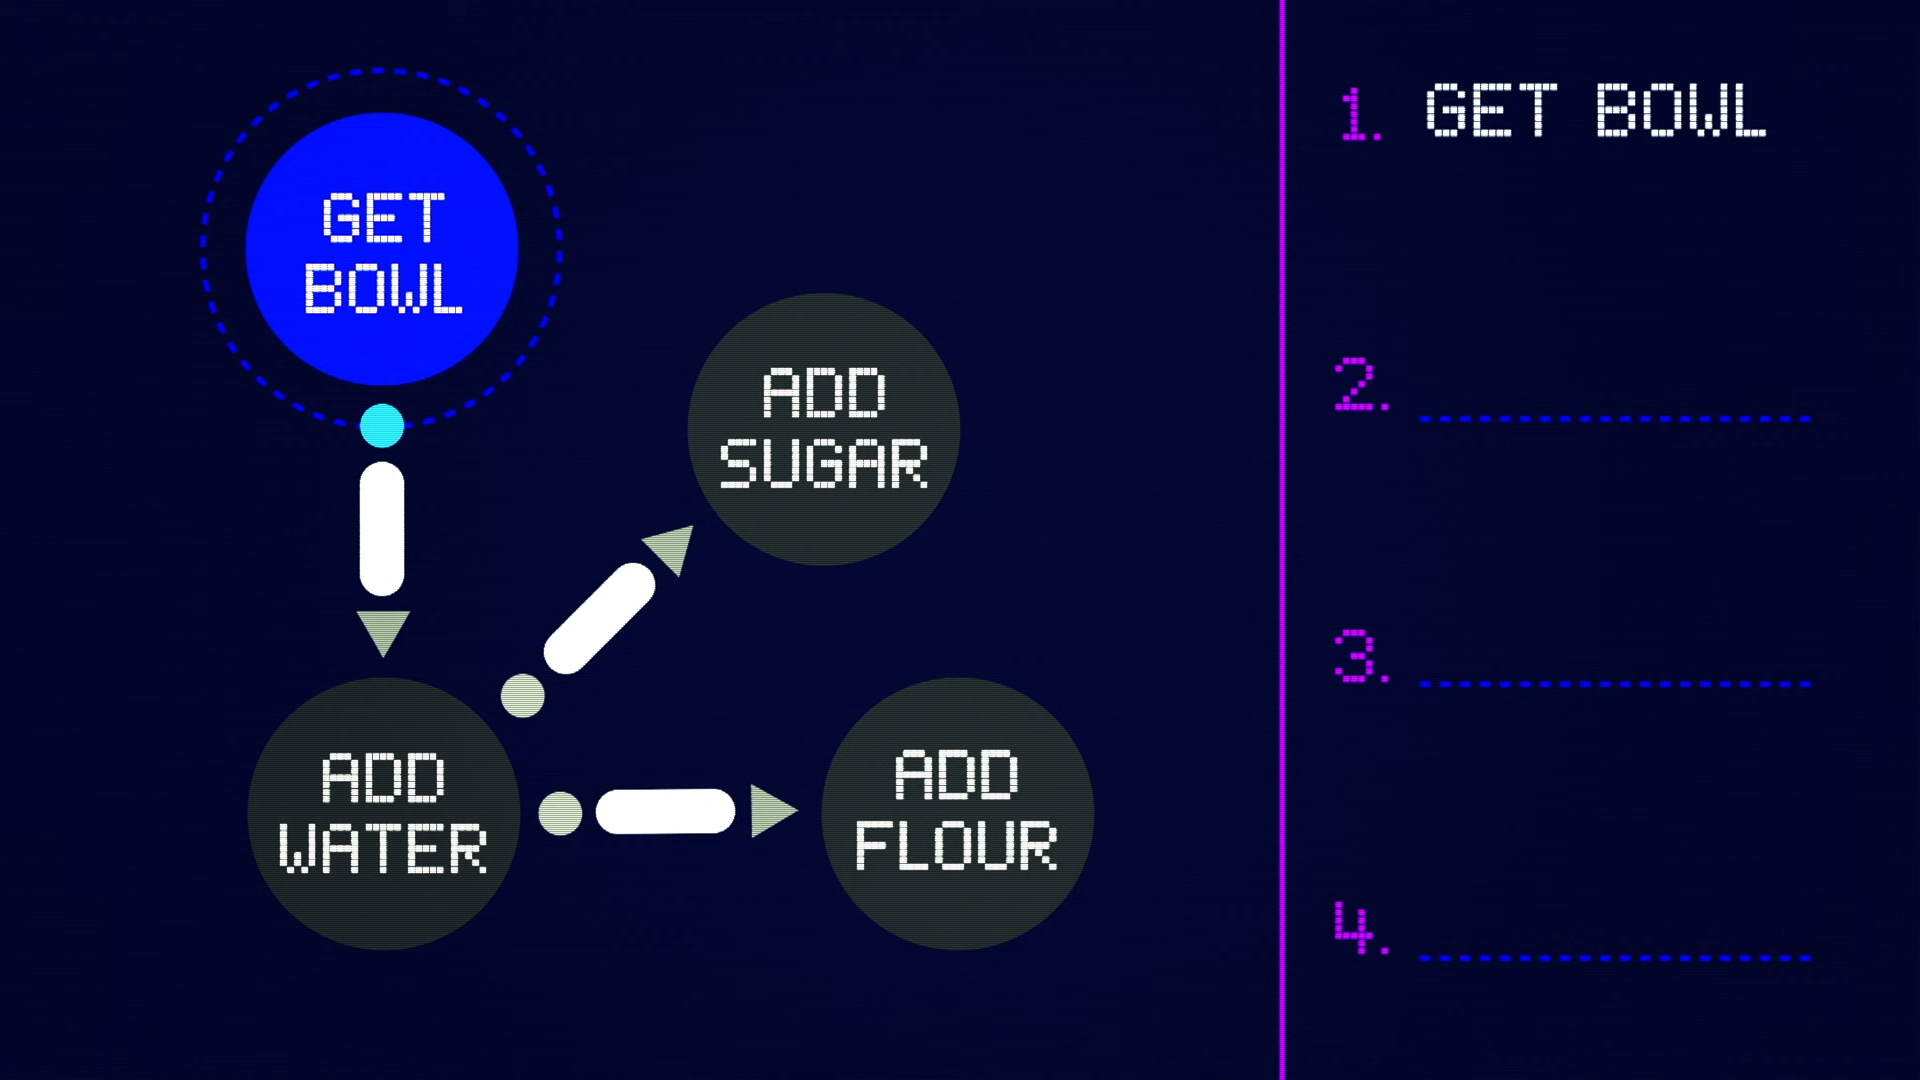 GET
BOWL
ADD
SUGAR
ADD
WATER
ADD
FLOUR
1. GET BOWL
2.
3.
4.